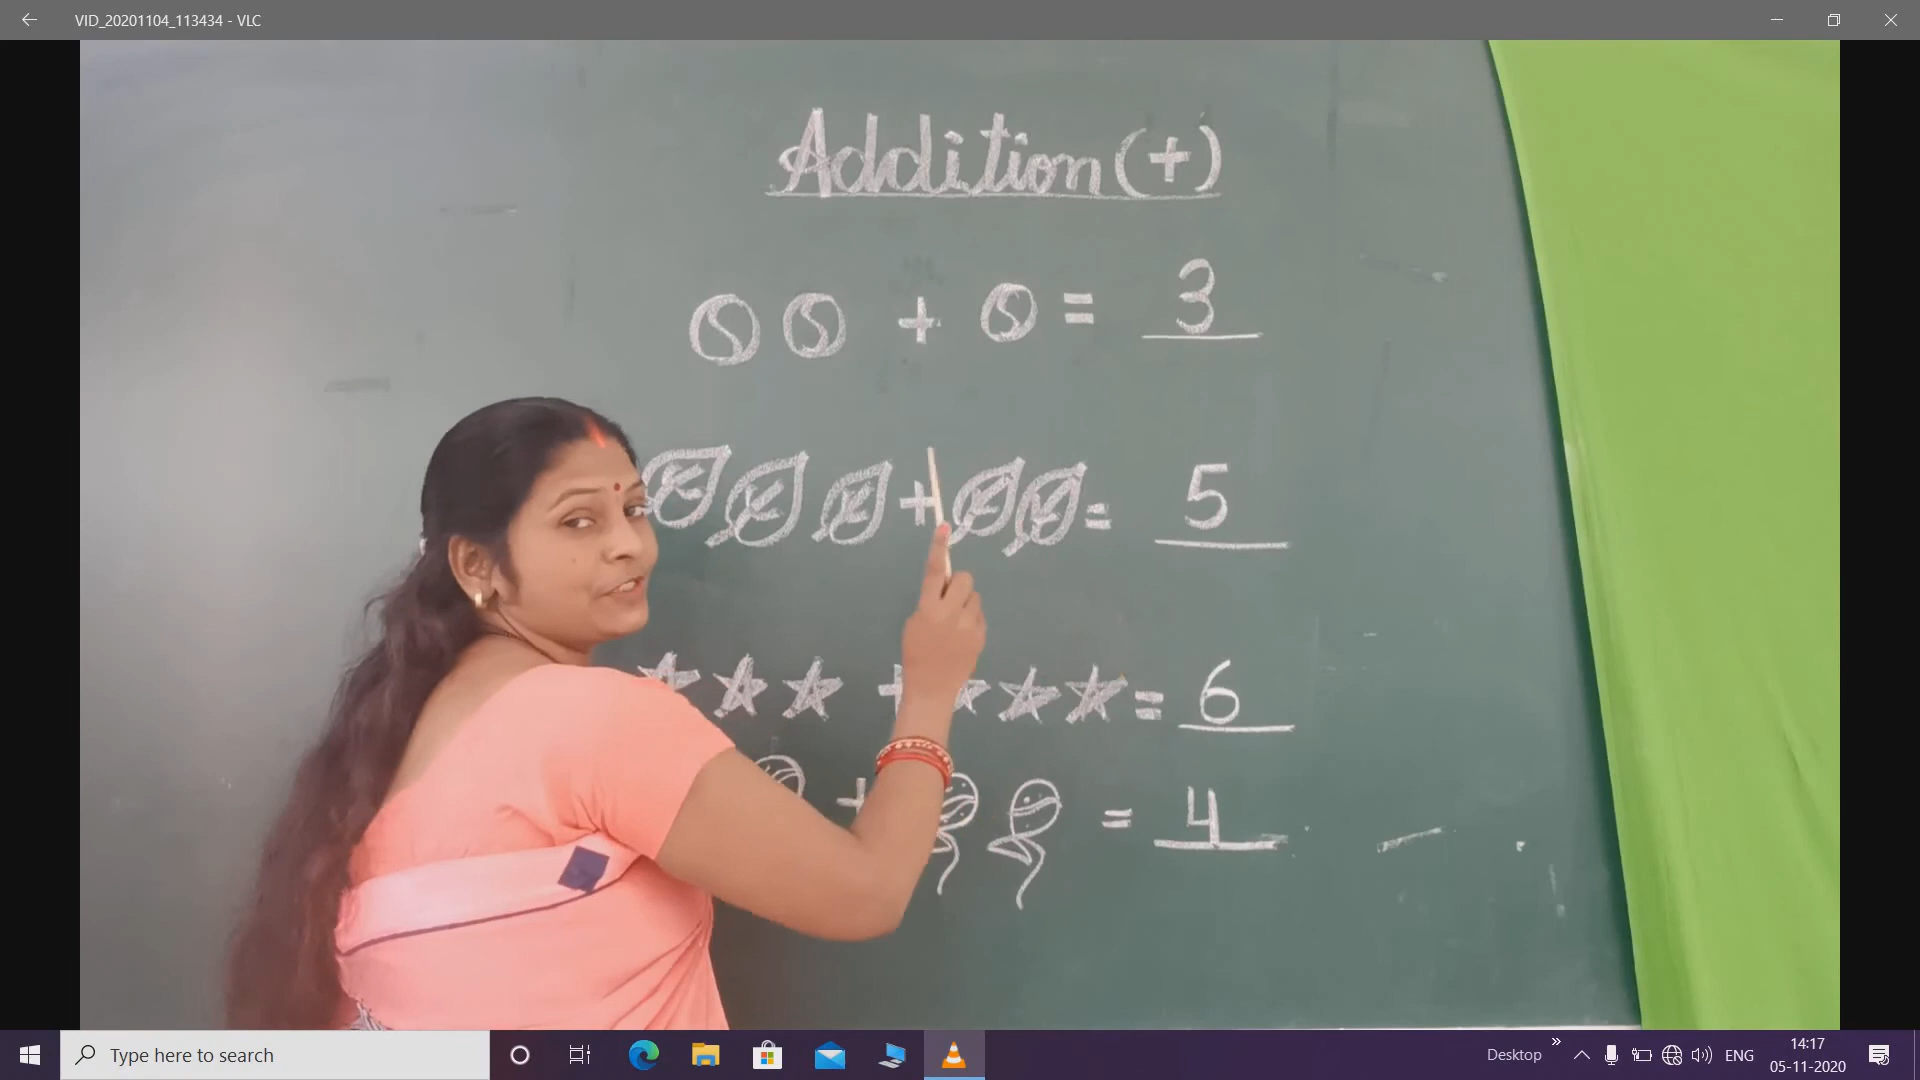 VID_20201104_113434 - VLC
Addition (+)
+ = 3
+ = 5
+ = 6
+ = 4
Type here to search
Desktop
ENG
14:17
05-11-2020